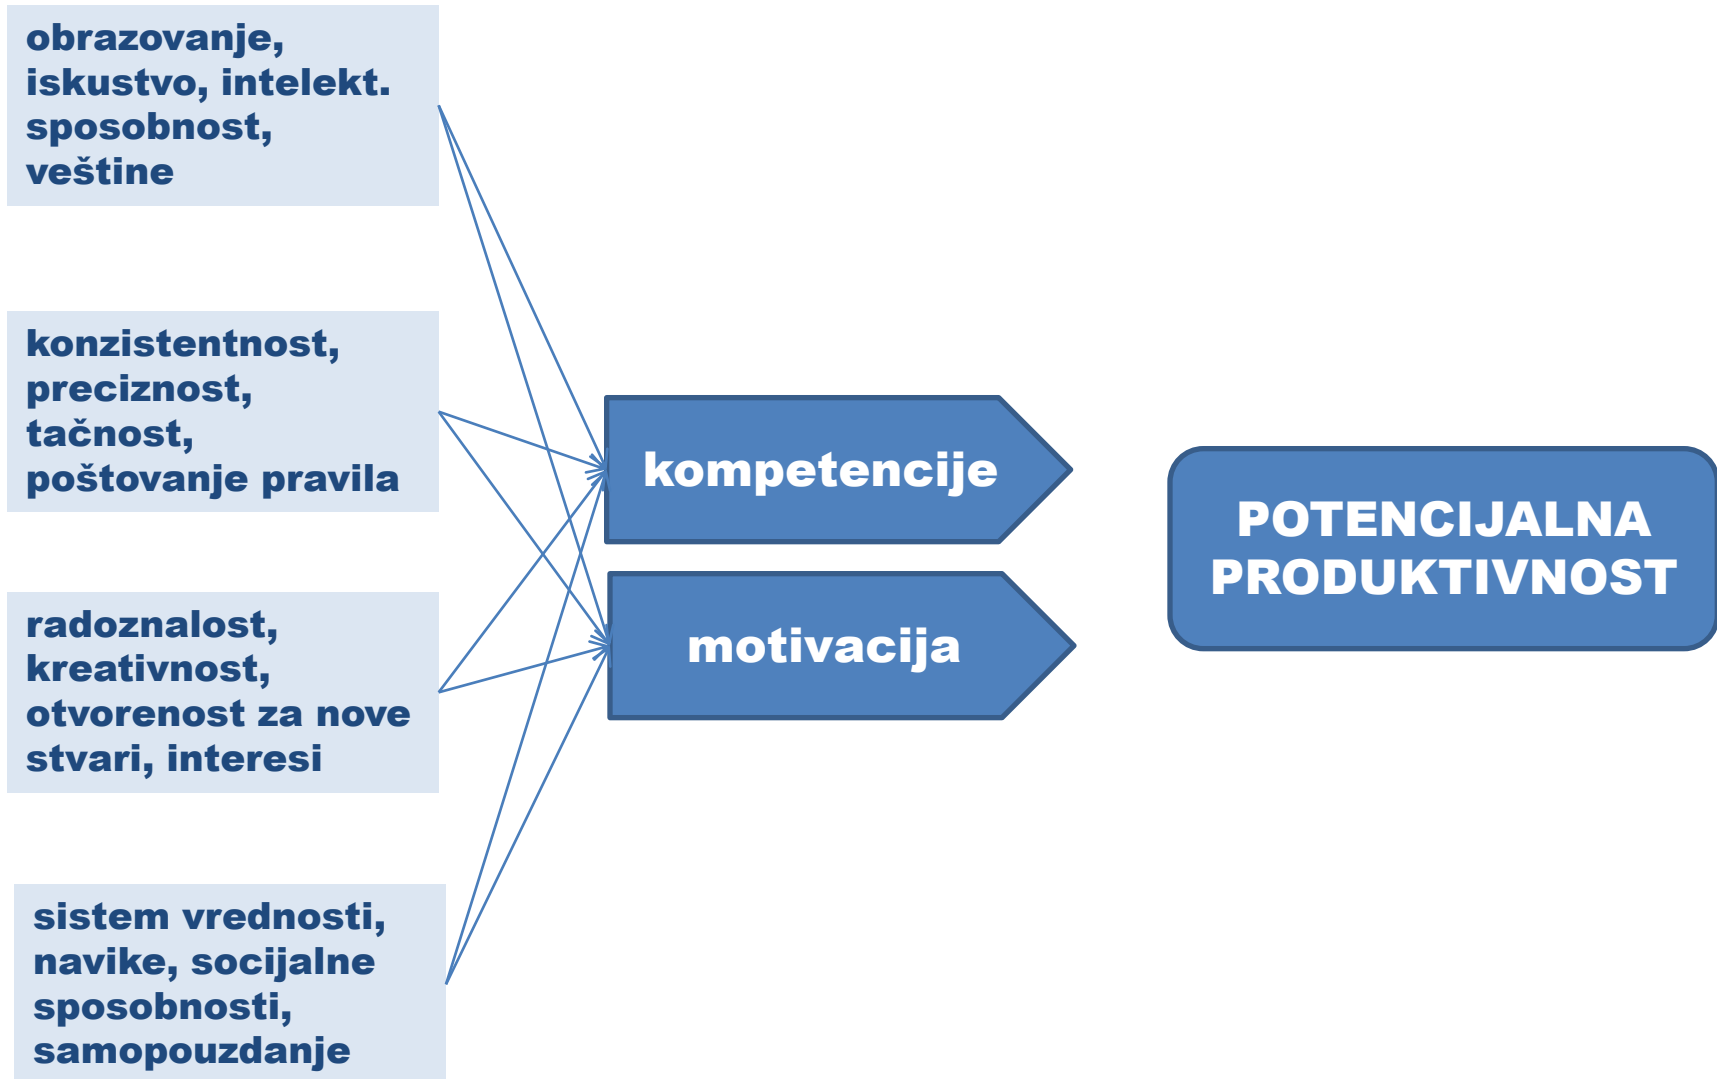 obrazovanje,
iskustvo, intelekt.
sposobnost,
veštine
konzistentnost,
preciznost,
tačnost,
poštovanje pravila
radoznalost,
kreativnost,
otvorenost za nove
stvari, interesi
sistem vrednosti,
navike, socijalne
sposobnosti,
samopouzdanje
kompetencije
motivacija
POTENCIJALNA
PRODUKTIVNOST